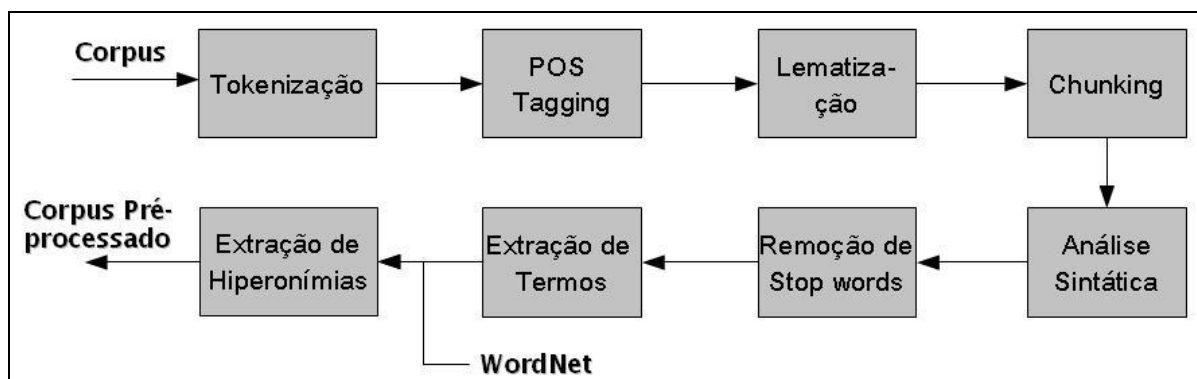 Corpus
Tokenização
POS
Tagging
Lematiza-
ção
Chunking
Corpus Pré-
processado
Extração de
Hiperonímias
Extração de
Termos
Remoção de
Stop words
Análise
Sintática
WordNet